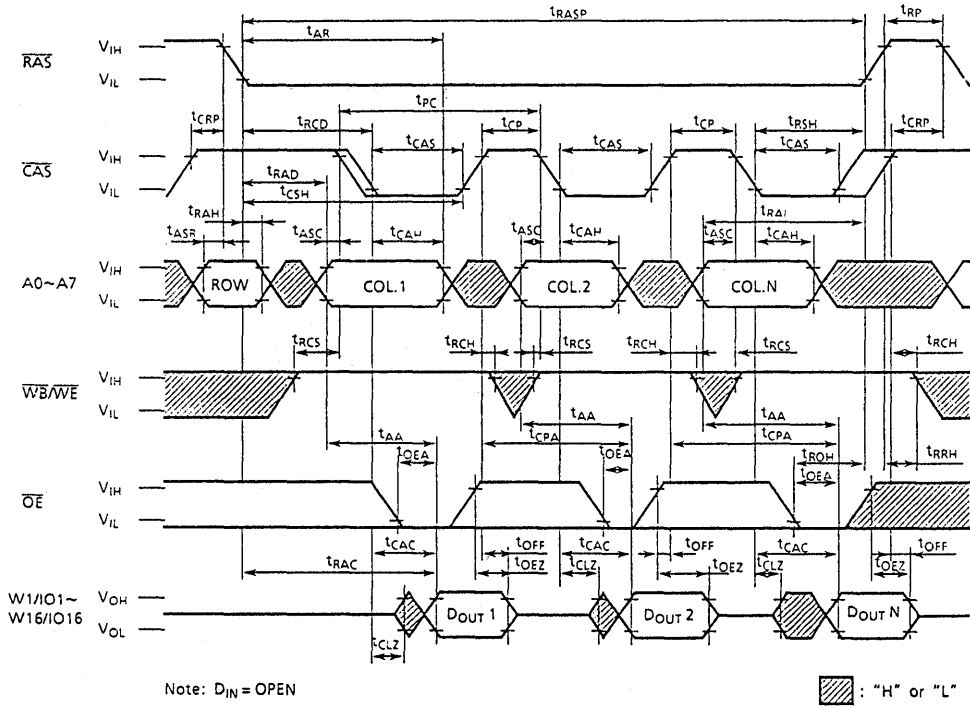 tRASP
tRP
tAR
RAS
VIH
VIL
tPC
tCRP
tRCD
tCP
tCP
tRSH
tCRP
tCAS
tCAS
tCAS
CAS
VIH
VIL
tRAD
tCSH
tRAH
tRAL
tASR
tASC
tCAH
tASC
tCAH
tASC
tCAH
A0~A7
VIH
VIL
ROW
COL.1
COL.2
COL.N
tRCS
tRCH
tRCS
tRCH
tRCS
tRCH
WB/WE
VIH
VIL
tAA
tAA
tAA
tCPA
tCPA
tOEA
tOEA
tROH
tRRH
tOEA
OE
VIH
VIL
tCAC
tOFF
tCAC
tOFF
tCAC
tOFF
tRAC
tOEZ
tCLZ
tOEZ
tCLZ
tOEZ
W1/IO1~
W16/IO16
VOH
VOL
DOUT 1
DOUT 2
DOUT N
tCLZ
Note: DIN = OPEN
: "H" or "L"